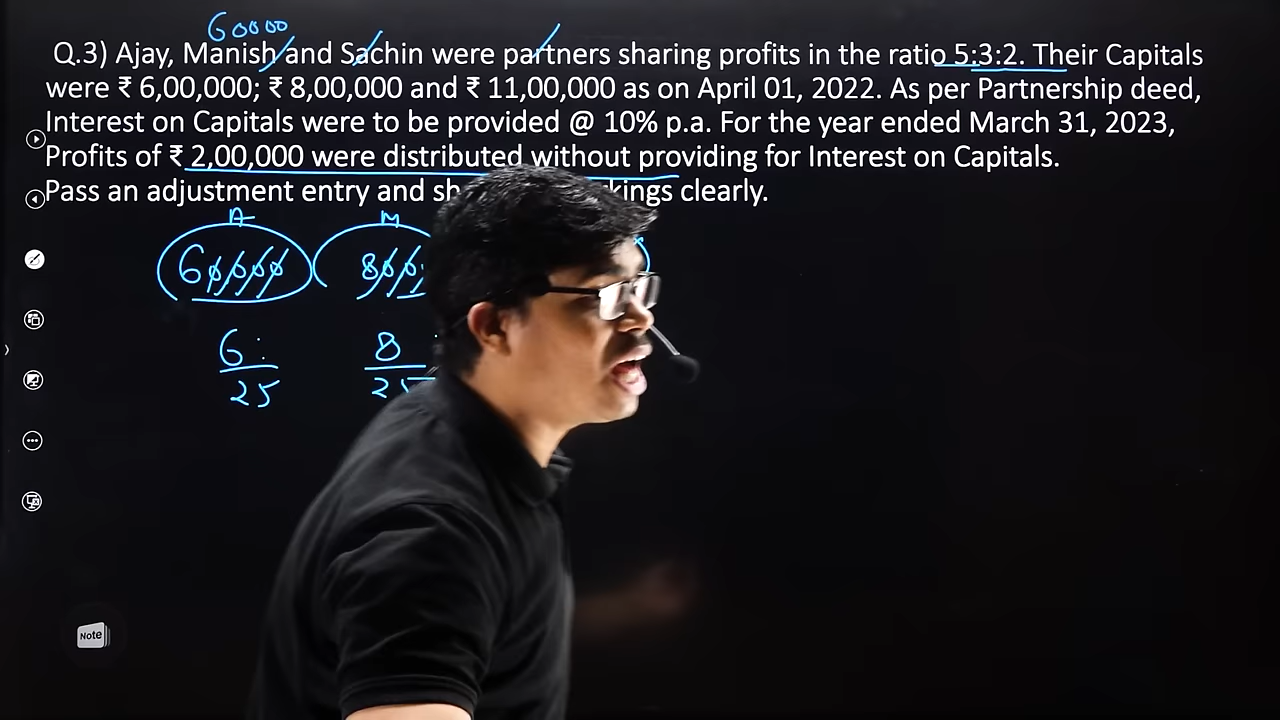 60000
Q.3) Ajay, Manish and Sachin were partners sharing profits in the ratio 5:3:2. Their Capitals
were ₹ 6,00,000; ₹ 8,00,000 and ₹ 11,00,000 as on April 01, 2022. As per Partnership deed,
Interest on Capitals were to be provided @ 10% p.a. For the year ended March 31, 2023,
Profits of ₹ 2,00,000 were distributed without providing for Interest on Capitals.
Pass an adjustment entry and clearly.
A M
60000
6 : 8
25 25
Note